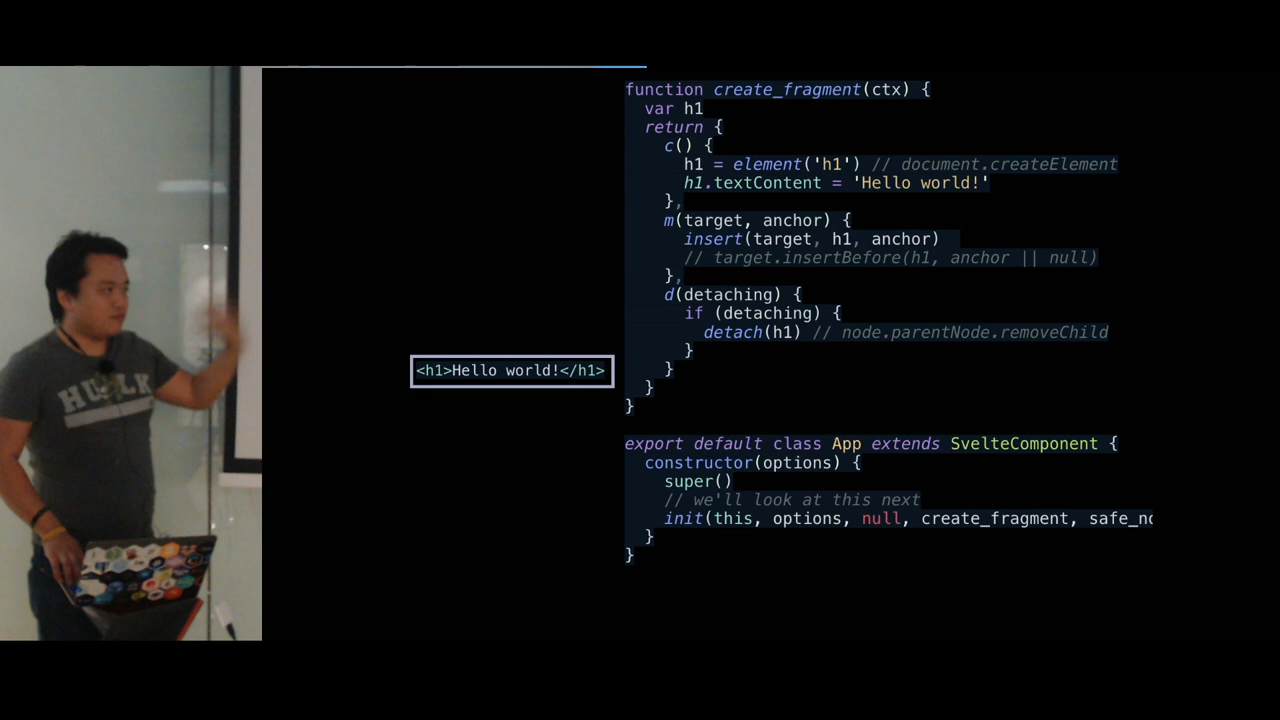 HULK
<h1>Hello world!</h1>
function create_fragment(ctx) {
  var h1
  return {
    c() {
      h1 = element('h1') // document.createElement
      h1.textContent = 'Hello world!'
    },
    m(target, anchor) {
      insert(target, h1, anchor)
      // target.insertBefore(h1, anchor || null)
    },
    d(detaching) {
      if (detaching) {
        detach(h1) // node.parentNode.removeChild
      }
    }
  }
}
export default class App extends SvelteComponent {
  constructor(options) {
    super()
    // we'll look at this next
    init(this, options, null, create_fragment,
  }
}